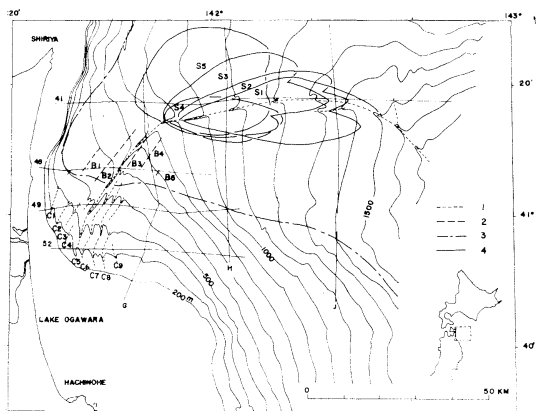 20'
142°
143°
SHIRIYA
20'
S5
S3
S2
S1
S4
41
B4
B1
B3
B2
B5
48
1500
49
41°
C1
C2
C3
C4
52
C5
C6
C7
C8
C9
1000
500
200 m
H
J
G
1
2
3
4
LAKE OGAWARA
40'
HACHINOHE
0
50 KM